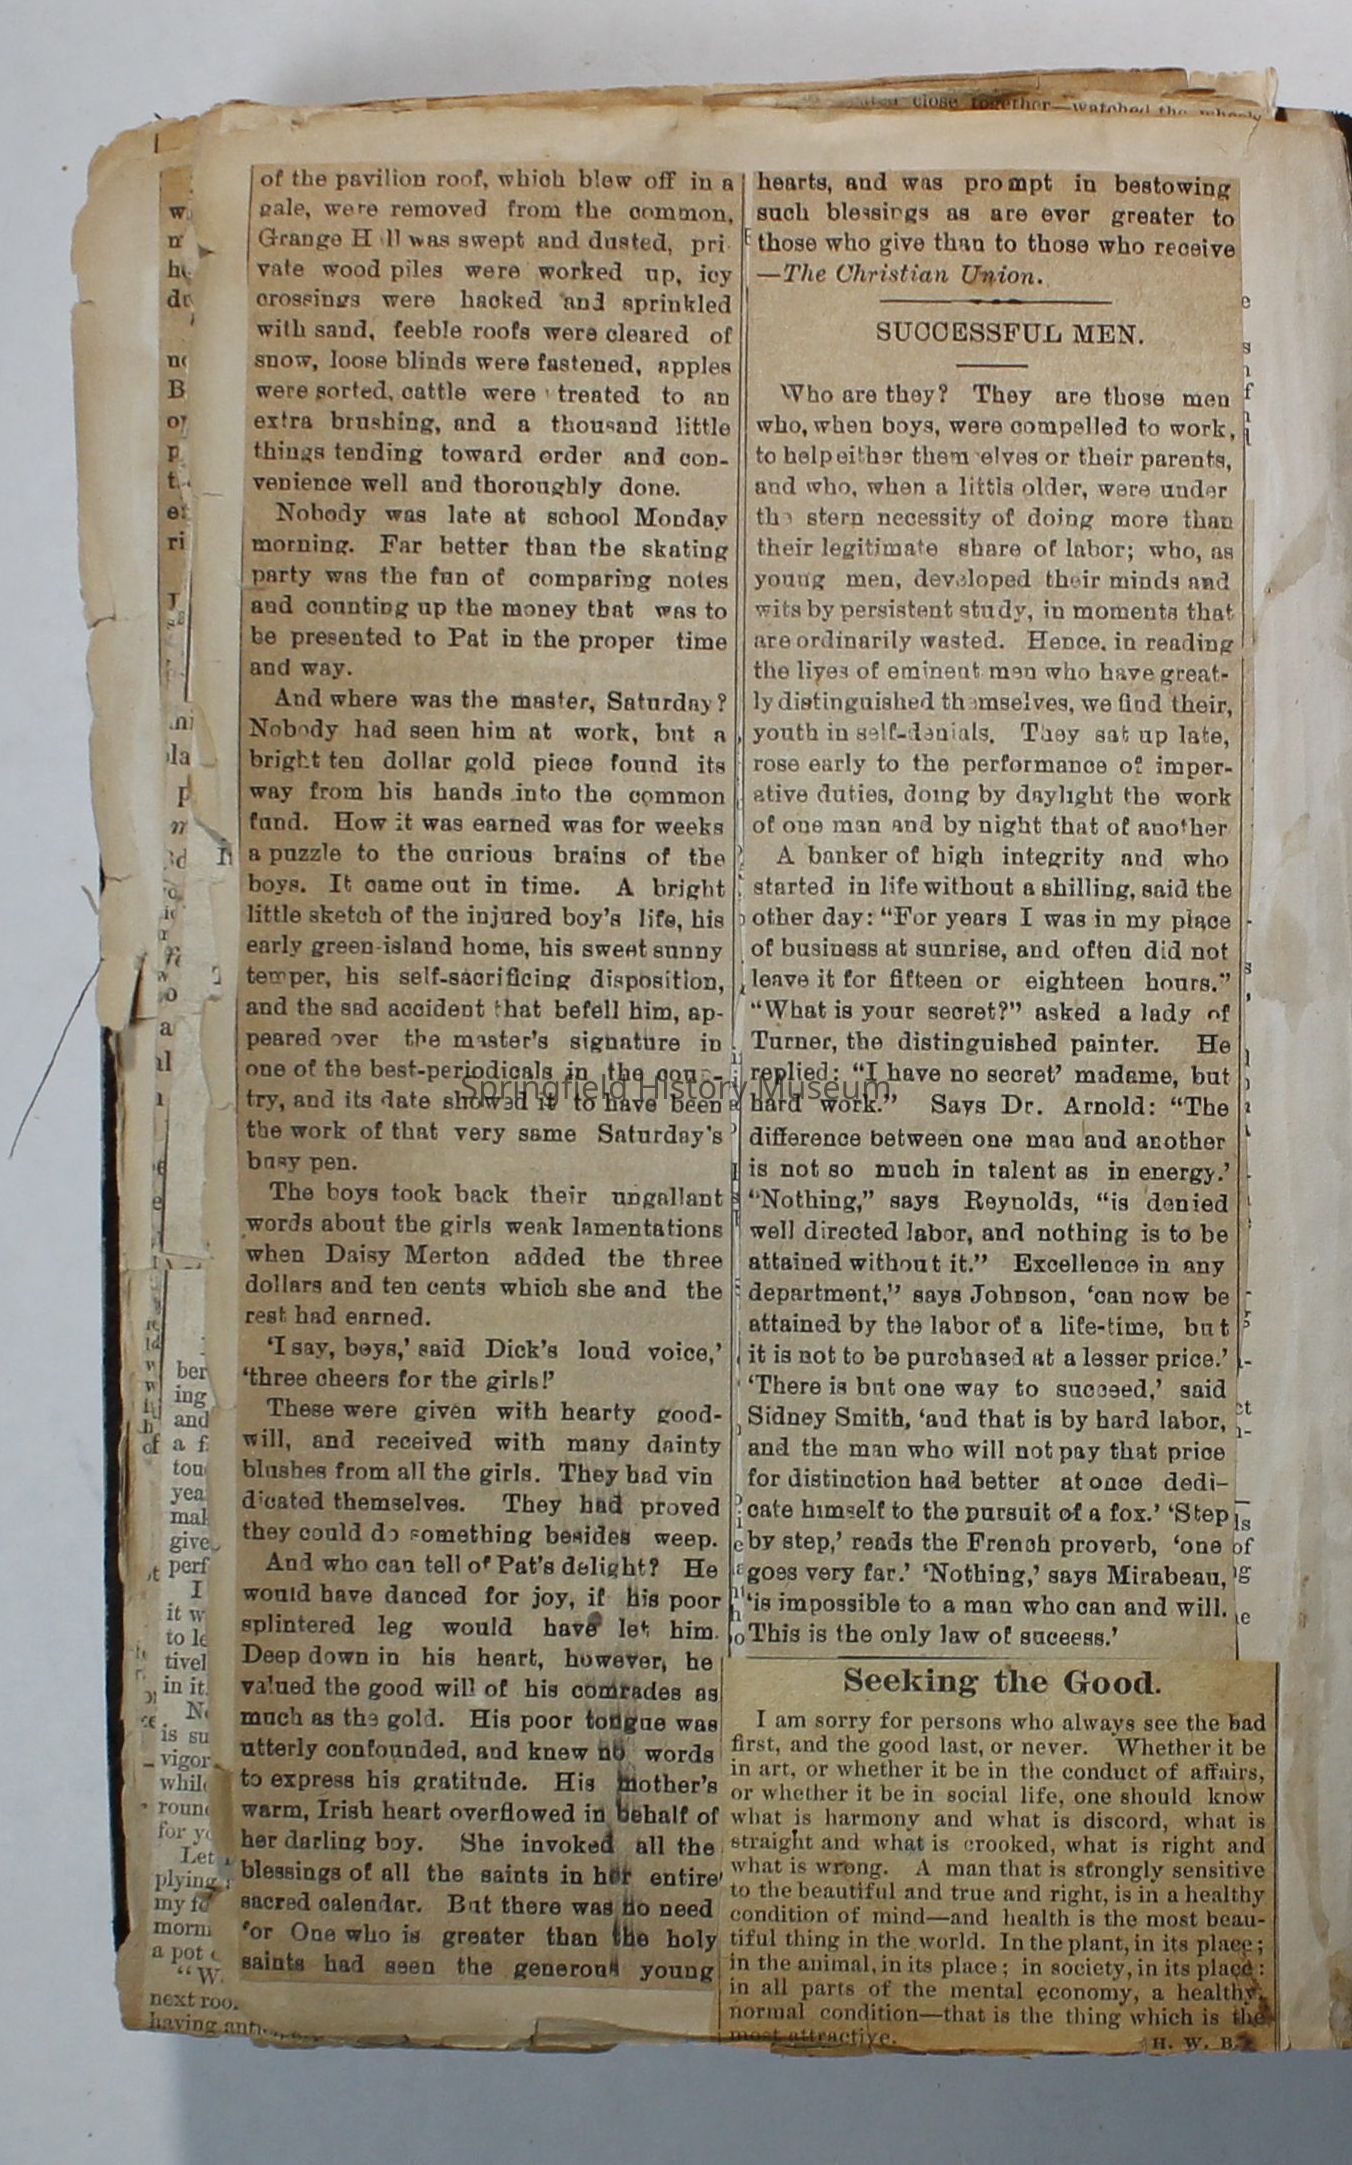 close together—watched the wheels
of the pavilion roof, which blew off in a
gale, were removed from the common,
Grange H ll was swept and dusted, pri
vate wood piles were worked up, icy
crossings were hacked and sprinkled
with sand, feeble roofs were cleared of
snow, loose blinds were fastened, apples
were sorted, cattle were treated to an
extra brushing, and a thousand little
things tending toward order and con-
venience well and thoroughly done.
Nobody was late at school Monday
morning. Far better than the skating
party was the fun of comparing notes
and counting up the money that was to
be presented to Pat in the proper time
and way.
And where was the master, Saturday?
Nobody had seen him at work, but a
bright ten dollar gold piece found its
way from his hands into the common
fund. How it was earned was for weeks
a puzzle to the curious brains of the
boys. It came out in time. A bright
little sketch of the injured boy's life, his
early green-island home, his sweet sunny
temper, his self-sacrificing disposition,
and the sad accident that befell him, ap-
peared over the master's signature in
one of the best-periodicals in the coun-
try, and its date showed it to have been
the work of that very same Saturday's
busy pen.
The boys took back their ungallant
words about the girls weak lamentations
when Daisy Merton added the three
dollars and ten cents which she and the
rest had earned.
'I say, boys,' said Dick's loud voice,'
'three cheers for the girls!'
These were given with hearty good-
will, and received with many dainty
blushes from all the girls. They had vin
dicated themselves. They had proved
they could do something besides weep.
And who can tell of Pat's delight? He
would have danced for joy, if his poor
splintered leg would have let him.
Deep down in his heart, however, he
valued the good will of his comrades as
much as the gold. His poor tongue was
utterly confounded, and knew no words
to express his gratitude. His mother's
warm, Irish heart overflowed in behalf of
her darling boy. She invoked all the
blessings of all the saints in her entire
sacred calendar. But there was no need
for One who is greater than the holy
saints had seen the generous young
hearts, and was prompt in bestowing
such blessings as are ever greater to
those who give than to those who receive
—The Christian Union.
SUCCESSFUL MEN.
Who are they? They are those men
who, when boys, were compelled to work,
to help either them elves or their parents,
and who, when a little older, were under
the stern necessity of doing more than
their legitimate share of labor; who, as
young men, developed their minds and
wits by persistent study, in moments that
are ordinarily wasted. Hence, in reading
the lives of eminent men who have great-
ly distinguished themselves, we find their,
youth in self-denials. They sat up late,
rose early to the performance of imper-
ative duties, doing by daylight the work
of one man and by night that of another
A banker of high integrity and who
started in life without a shilling, said the
other day: "For years I was in my place
of business at sunrise, and often did not
leave it for fifteen or eighteen hours."
"What is your secret?" asked a lady of
Turner, the distinguished painter. He
replied: "I have no secret' madame, but
hard work." Says Dr. Arnold: "The
difference between one man and another
is not so much in talent as in energy.'
"Nothing," says Reynolds, "is denied
well directed labor, and nothing is to be
attained without it." Excellence in any
department," says Johnson, 'can now be
attained by the labor of a life-time, but
it is not to be purchased at a lesser price.'
'There is but one way to succeed,' said
Sidney Smith, 'and that is by hard labor,
and the man who will not pay that price
for distinction had better at once dedi-
cate himself to the pursuit of a fox.' 'Step
by step,' reads the French proverb, 'one
goes very far.' 'Nothing,' says Mirabeau,
'is impossible to a man who can and will.
This is the only law of success.'
Seeking the Good.
I am sorry for persons who always see the bad
first, and the good last, or never. Whether it be
in art, or whether it be in the conduct of affairs,
or whether it be in social life, one should know
what is harmony and what is discord, what is
straight and what is crooked, what is right and
what is wrong. A man that is strongly sensitive
to the beautiful and true and right, is in a healthy
condition of mind—and health is the most beau-
tiful thing in the world. In the plant, in its place;
in the animal, in its place; in society, in its place:
in all parts of the mental economy, a healthy,
normal condition—that is the thing which is the
most attractive.
H. W. B.
Springfield History Museum